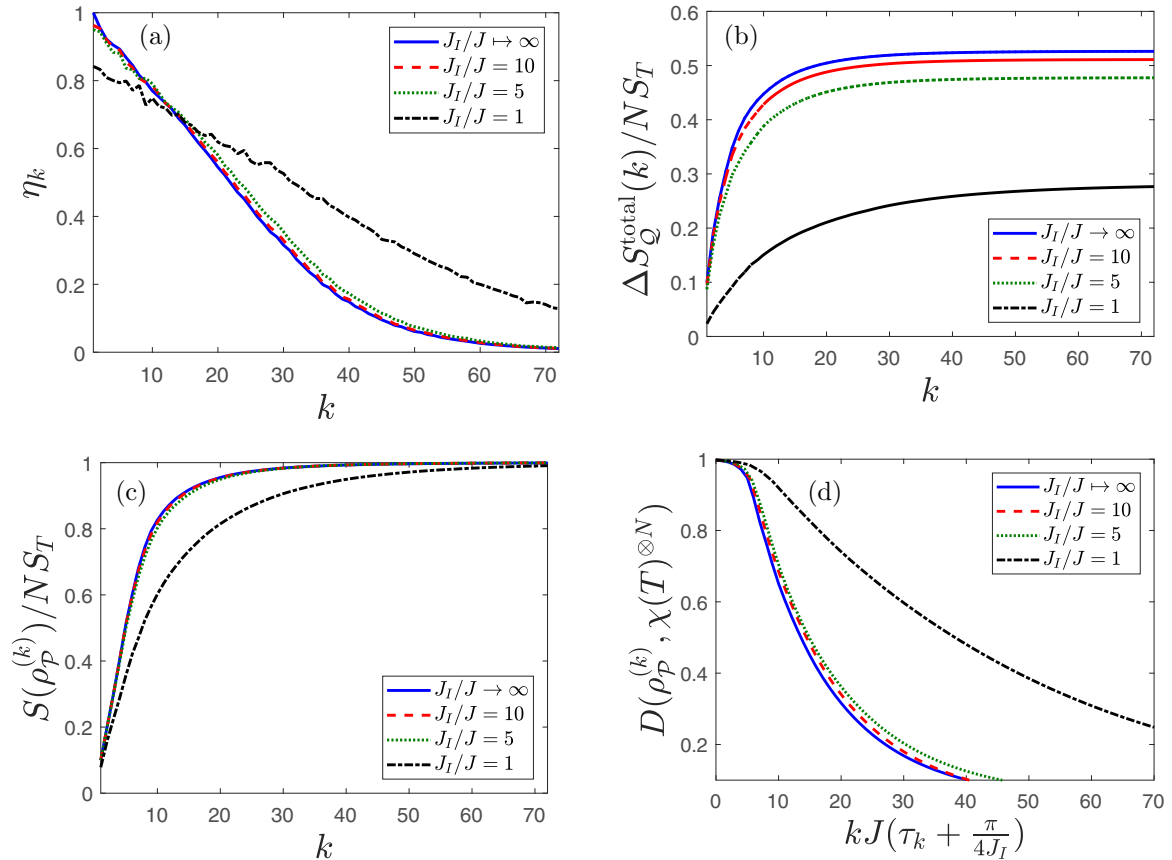 (a)
J_I/J ↦ ∞
J_I/J = 10
J_I/J = 5
J_I/J = 1
η_k
1
0.8
0.6
0.4
0.2
0
10 20 30 40 50 60 70
k
(b)
ΔS_Q^total(k)/NS_T
0.6
0.5
0.4
0.3
0.2
0.1
0
J_I/J → ∞
J_I/J = 10
J_I/J = 5
J_I/J = 1
10 20 30 40 50 60 70
k
(c)
S(ρ_P^(k))/NS_T
1
0.8
0.6
0.4
0.2
0
J_I/J → ∞
J_I/J = 10
J_I/J = 5
J_I/J = 1
10 20 30 40 50 60 70
k
(d)
J_I/J ↦ ∞
J_I/J = 10
J_I/J = 5
J_I/J = 1
D(ρ_P^(k), χ(T)^⊗N)
1
0.8
0.6
0.4
0.2
0 10 20 30 40 50 60 70
kJ(τ_k + π/4J_I)